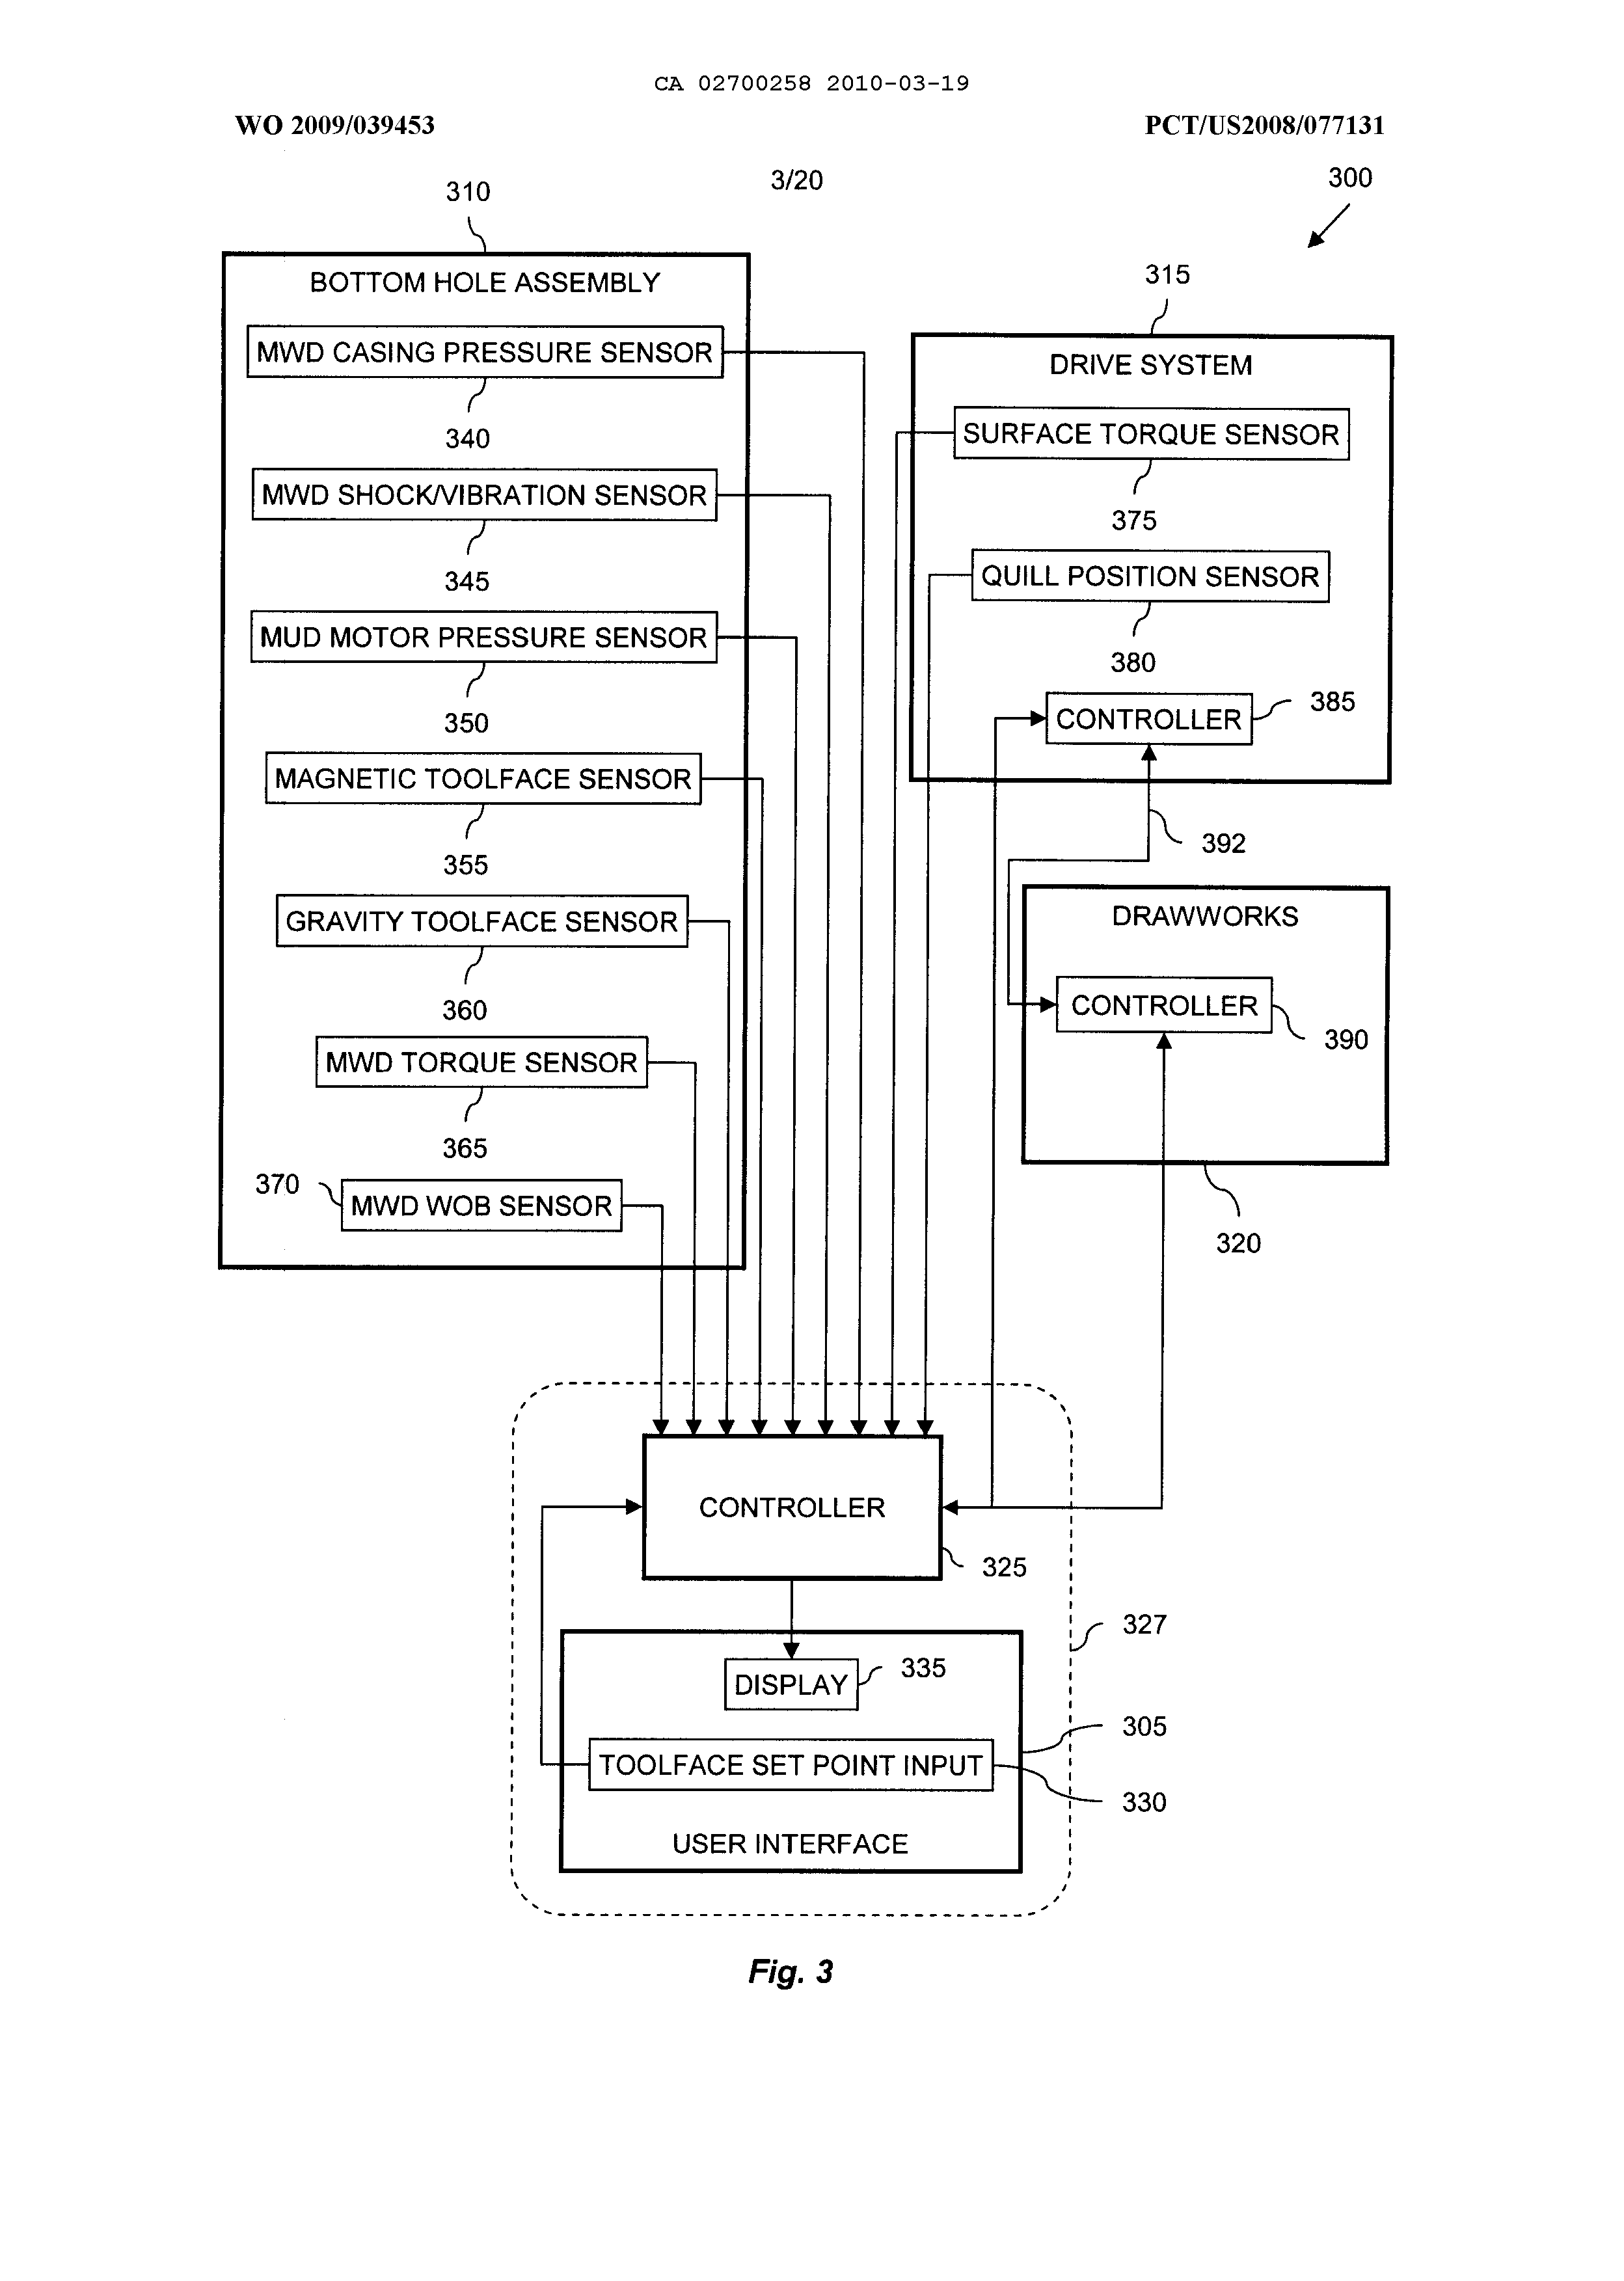 CA 02700258 2010-03-19
WO 2009/039453
PCT/US2008/077131
3/20
300
310
BOTTOM HOLE ASSEMBLY
MWD CASING PRESSURE SENSOR
340
MWD SHOCK/VIBRATION SENSOR
345
MUD MOTOR PRESSURE SENSOR
350
MAGNETIC TOOLFACE SENSOR
355
GRAVITY TOOLFACE SENSOR
360
MWD TORQUE SENSOR
365
370
MWD WOB SENSOR
315
DRIVE SYSTEM
SURFACE TORQUE SENSOR
375
QUILL POSITION SENSOR
380
CONTROLLER
385
392
DRAWWORKS
CONTROLLER
390
320
CONTROLLER
325
327
DISPLAY
335
305
TOOLFACE SET POINT INPUT
330
USER INTERFACE
Fig. 3